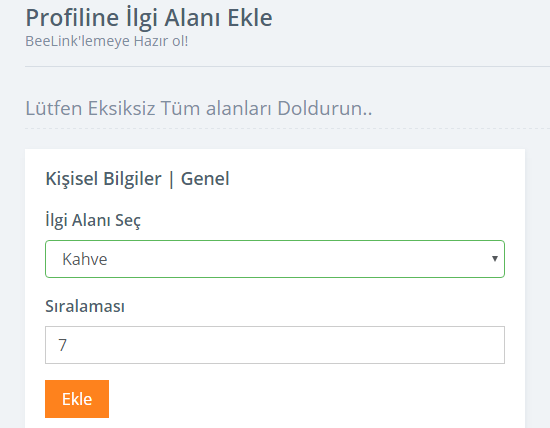 Profiline İlgi Alanı Ekle
BeeLink'lemeye Hazır ol!
Lütfen Eksiksiz Tüm alanları Doldurun..
Kişisel Bilgiler | Genel
İlgi Alanı Seç
Kahve
Sıralaması
7
Ekle